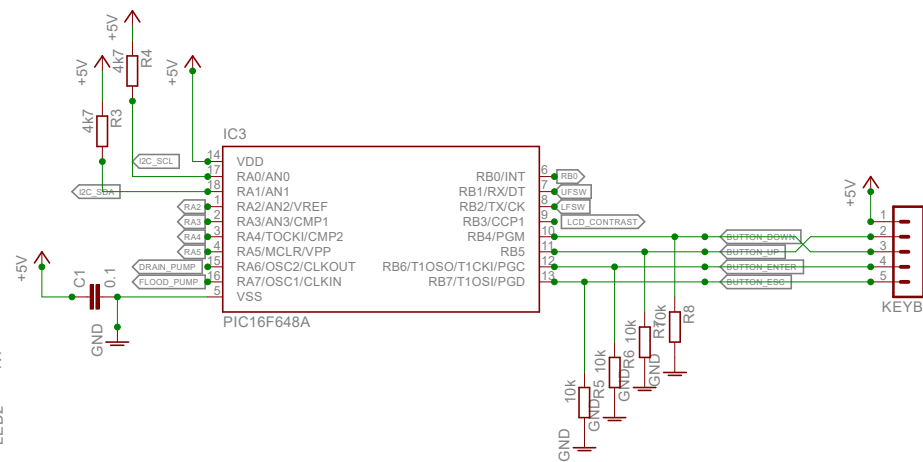 +5V
4k7
R4
+5V
4k7
R3
+5V
I2C_SCL
I2C_SDA
IC3
14 VDD
17 RA0/AN0
18 RA1/AN1
RA2 1 RA2/AN2/VREF
RA3 2 RA3/AN3/CMP1
RA4 3 RA4/TOCKI/CMP2
RA5 4 RA5/MCLR/VPP
DRAIN_PUMP 15 RA6/OSC2/CLKOUT
FLOOD_PUMP 16 RA7/OSC1/CLKIN
5 VSS
PIC16F648A
RB0/INT 6 RB0
RB1/RX/DT 7 UFSW
RB2/TX/CK 8 LFSW
RB3/CCP1 9 LCD_CONTRAST
RB4/PGM 10 BUTTON_DOWN
RB5 11 BUTTON_UP
RB6/T1OSO/T1CKI/PGC 12 BUTTON_ENTER
RB7/T1OSI/PGD 13 BUTTON_ESC
+5V
1
2
3
4
5
KEYB
+5V
C1
0.1
GND
10k
R5
GND
10k
R6
GND
10k
R7
GND
10k
R8
GND
LED2